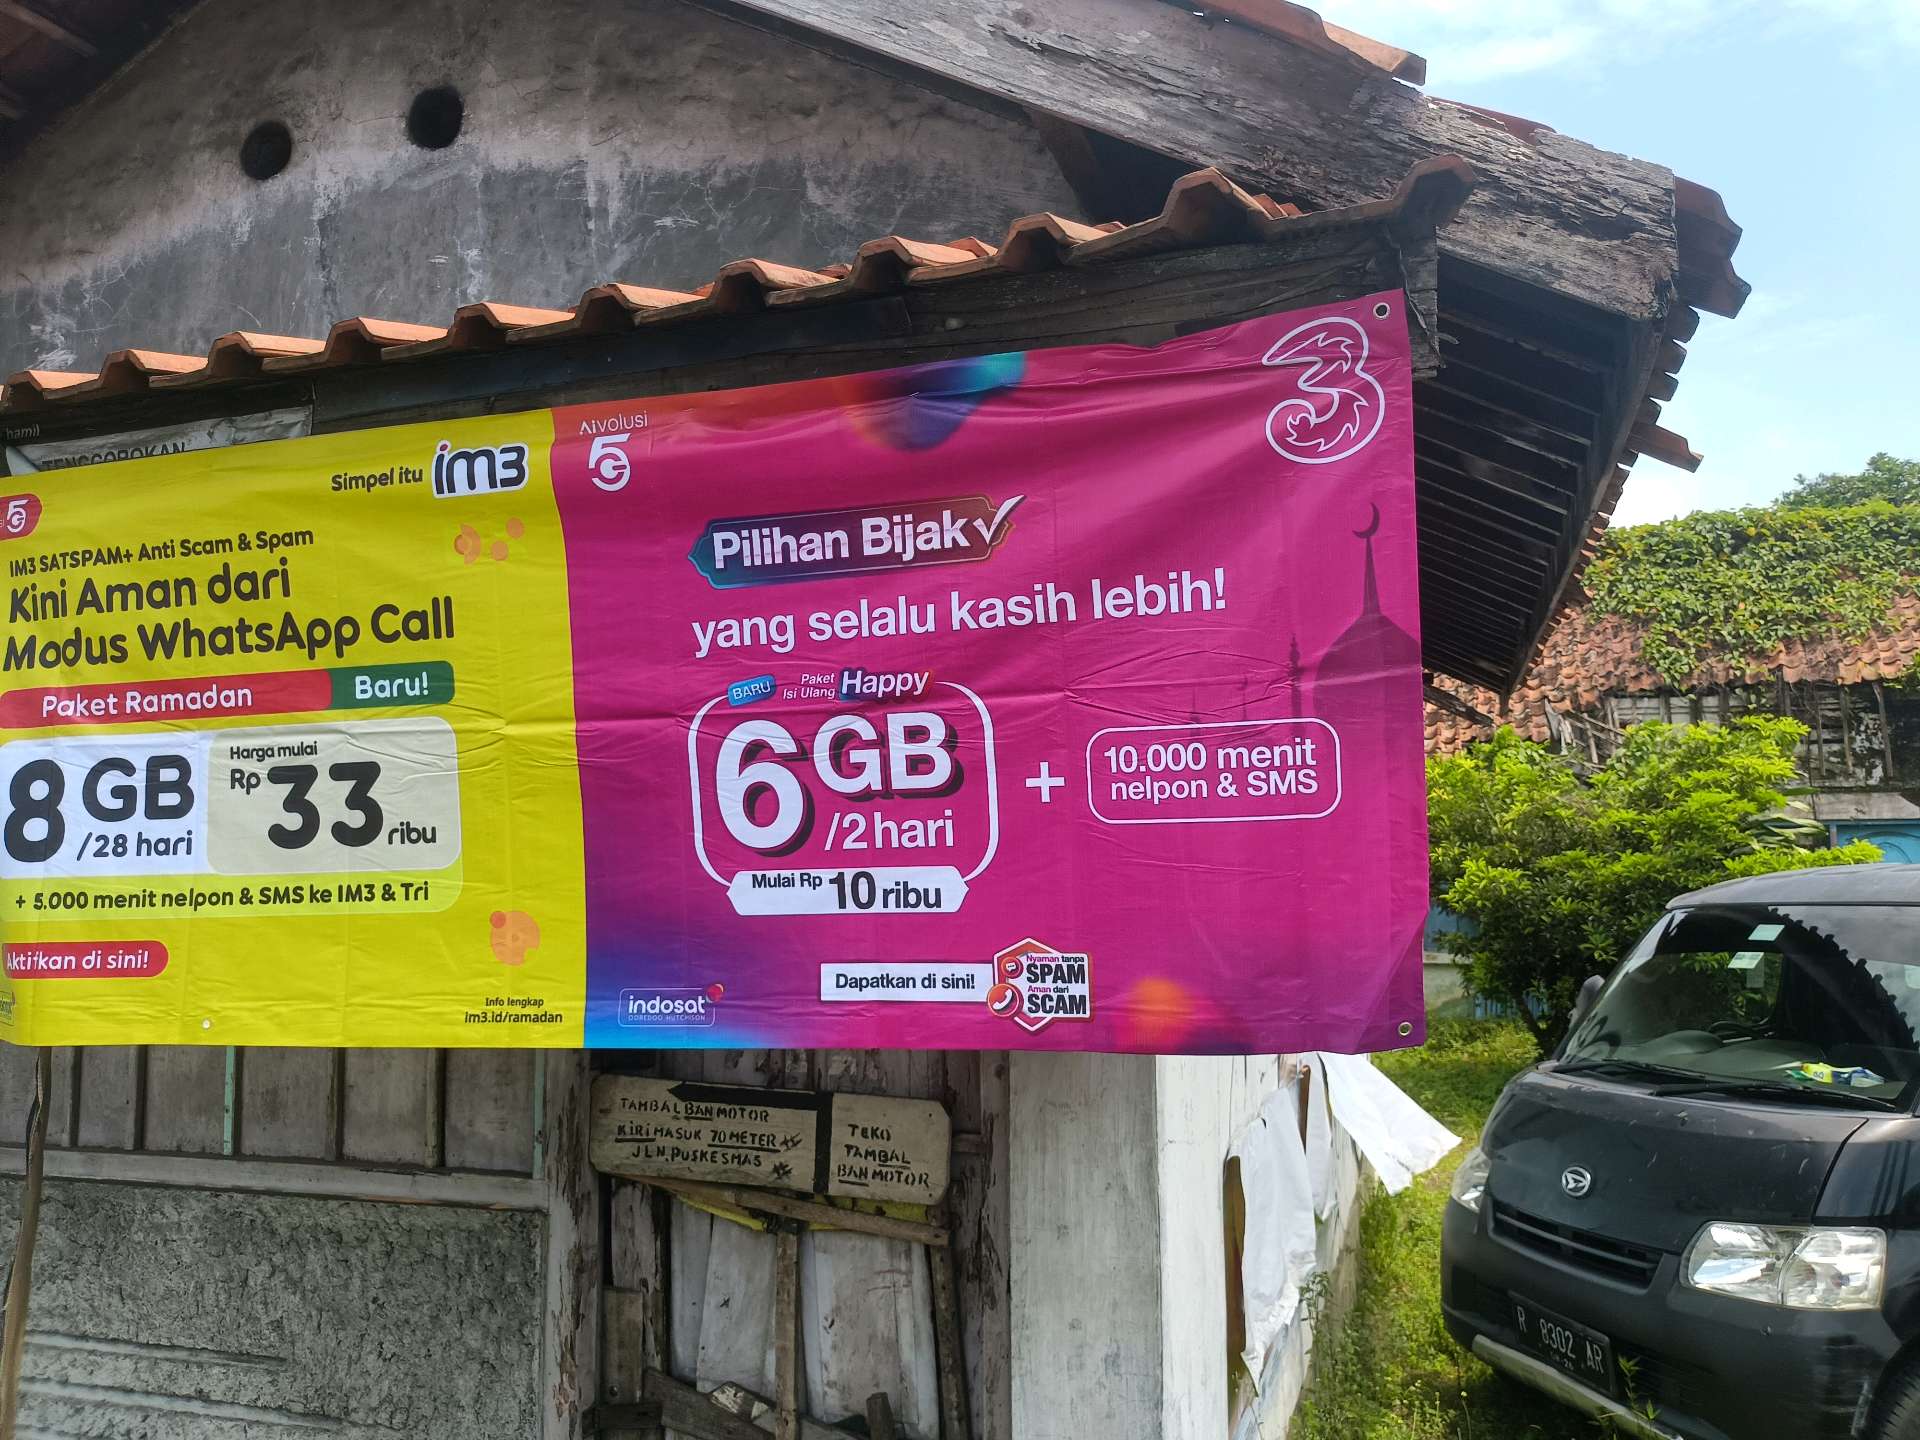 hamil
TENGGOROKAN
5G
Simpel itu im3
IM3 SATSPAM+ Anti Scam & Spam
Kini Aman dari
Modus WhatsApp Call
Paket Ramadan Baru!
8 GB /28 hari
Harga mulai
Rp 33 ribu
+ 5.000 menit nelpon & SMS ke IM3 & Tri
Aktifkan di sini!
Info lengkap
im3.id/ramadan
AIvolusi
5G
3
Pilihan Bijak
yang selalu kasih lebih!
BARU Paket Isi Ulang Happy
6 GB /2 hari
Mulai Rp 10 ribu
+
10.000 menit
nelpon & SMS
Dapatkan di sini!
Nyaman tanpa
SPAM
Aman dari
SCAM
indosat
OOREDOO HUTCHISON
TAMBAL BAN MOTOR
KIRI MASUK 70 METER
JLN. PUSKESMAS
TEKO
TAMBAL
BAN MOTOR
R 8302 AR